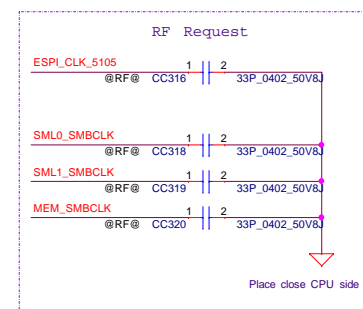 RF Request
ESPI_CLK_5105
1 2
@RF@ CC316 33P_0402_50V8J
SML0_SMBCLK
1 2
@RF@ CC318 33P_0402_50V8J
SML1_SMBCLK
1 2
@RF@ CC319 33P_0402_50V8J
MEM_SMBCLK
1 2
@RF@ CC320 33P_0402_50V8J
Place close CPU side